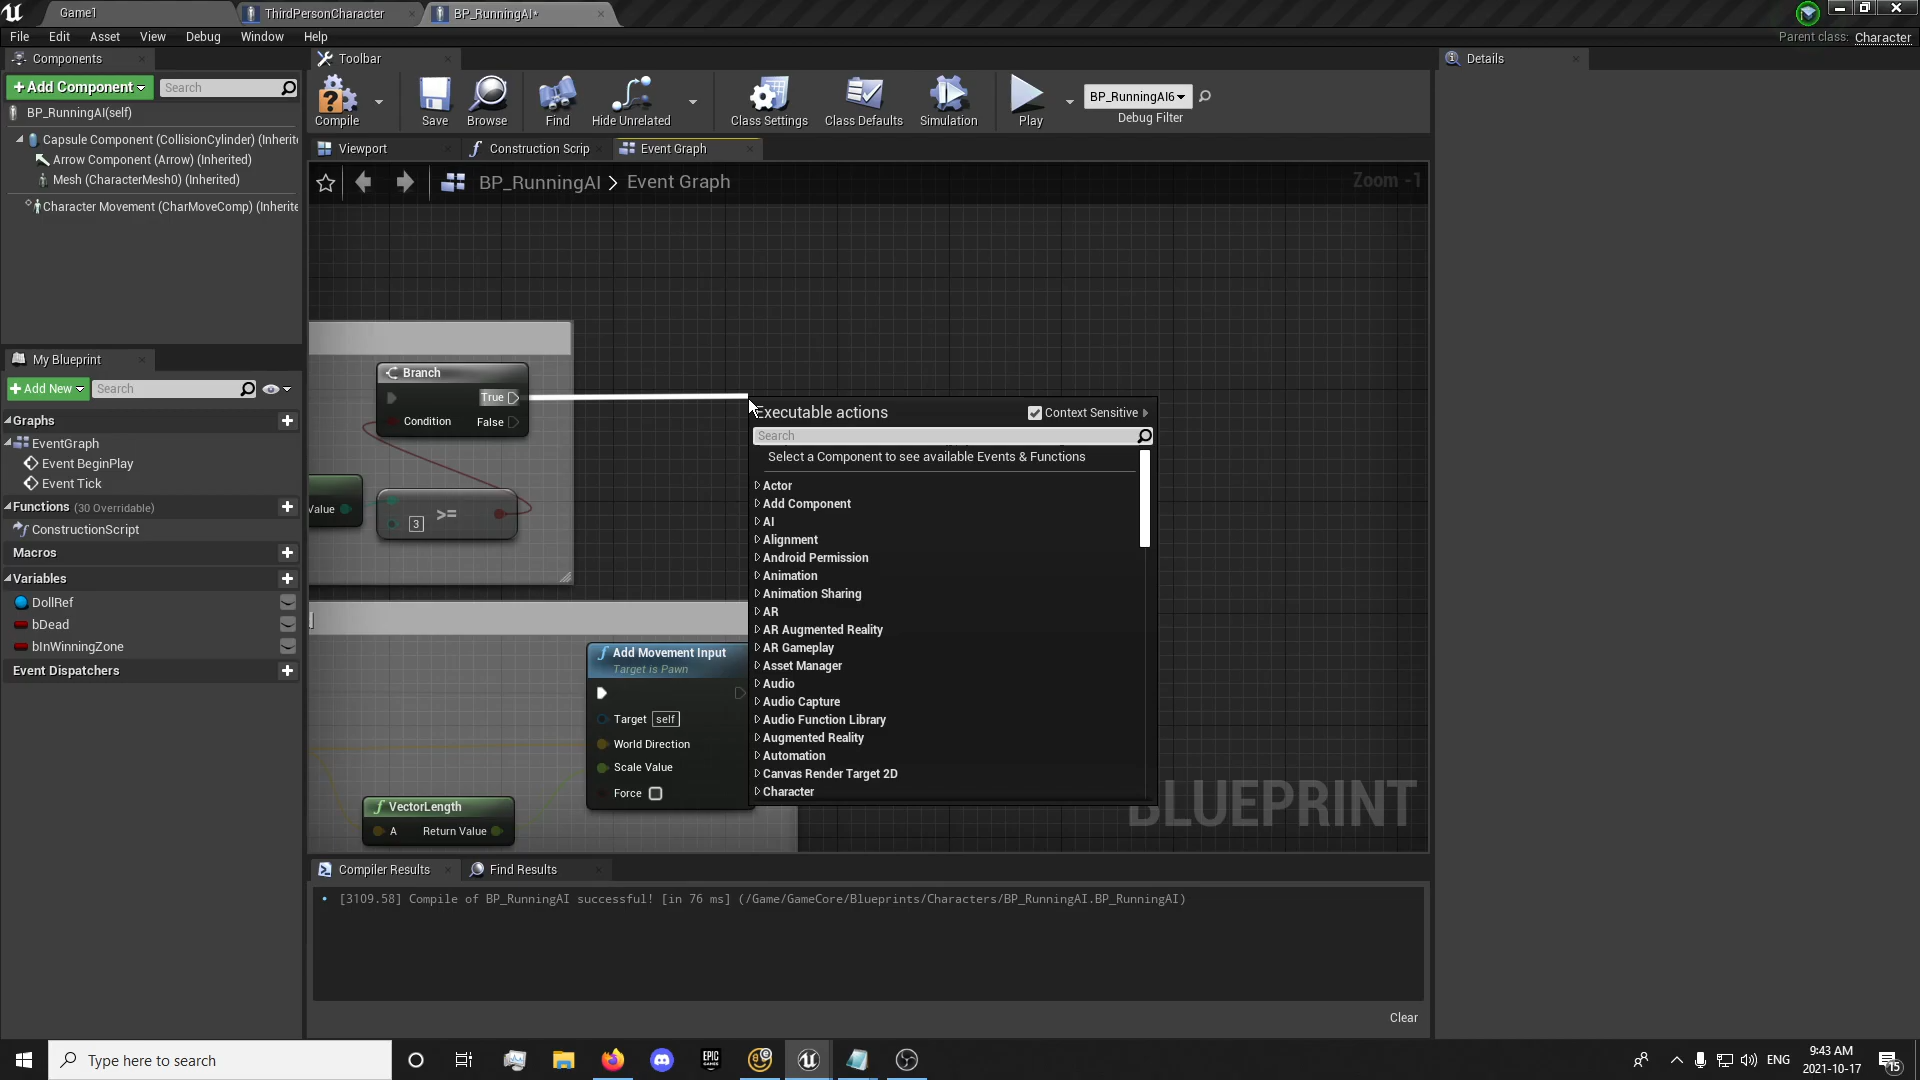 Game1
ThirdPersonCharacter
BP_RunningAI*
File Edit Asset View Debug Window Help
Parent class: Character
Components
+Add Component
Search
BP_RunningAI(self)
Capsule Component (CollisionCylinder) (Inherit
Arrow Component (Arrow) (Inherited)
Mesh (CharacterMesh0) (Inherited)
Character Movement (CharMoveComp) (Inherite
My Blueprint
+Add New
Search
Graphs
EventGraph
Event BeginPlay
Event Tick
Functions (30 Overridable)
ConstructionScript
Macros
Variables
DollRef
bDead
bInWinningZone
Event Dispatchers
Toolbar
Compile
Save
Browse
Find
Hide Unrelated
Class Settings
Class Defaults
Simulation
Play
BP_RunningAI6
Debug Filter
Viewport
Construction Scrip
Event Graph
BP_RunningAI > Event Graph
Zoom -1
Branch
True
Condition
False
Value
3
>=
Add Movement Input
Target is Pawn
Target self
World Direction
Scale Value
Force
VectorLength
A Return Value
Executable actions
Context Sensitive
Search
Select a Component to see available Events & Functions
Actor
Add Component
AI
Alignment
Android Permission
Animation
Animation Sharing
AR
AR Augmented Reality
AR Gameplay
Asset Manager
Audio
Audio Capture
Audio Function Library
Augmented Reality
Automation
Canvas Render Target 2D
Character
BLUEPRINT
Compiler Results
Find Results
[3109.58] Compile of BP_RunningAI successful! [in 76 ms] (/Game/GameCore/Blueprints/Characters/BP_RunningAI.BP_RunningAI)
Clear
Details
Type here to search
EPIC
GAMES
ENG
9:43 AM
2021-10-17
15